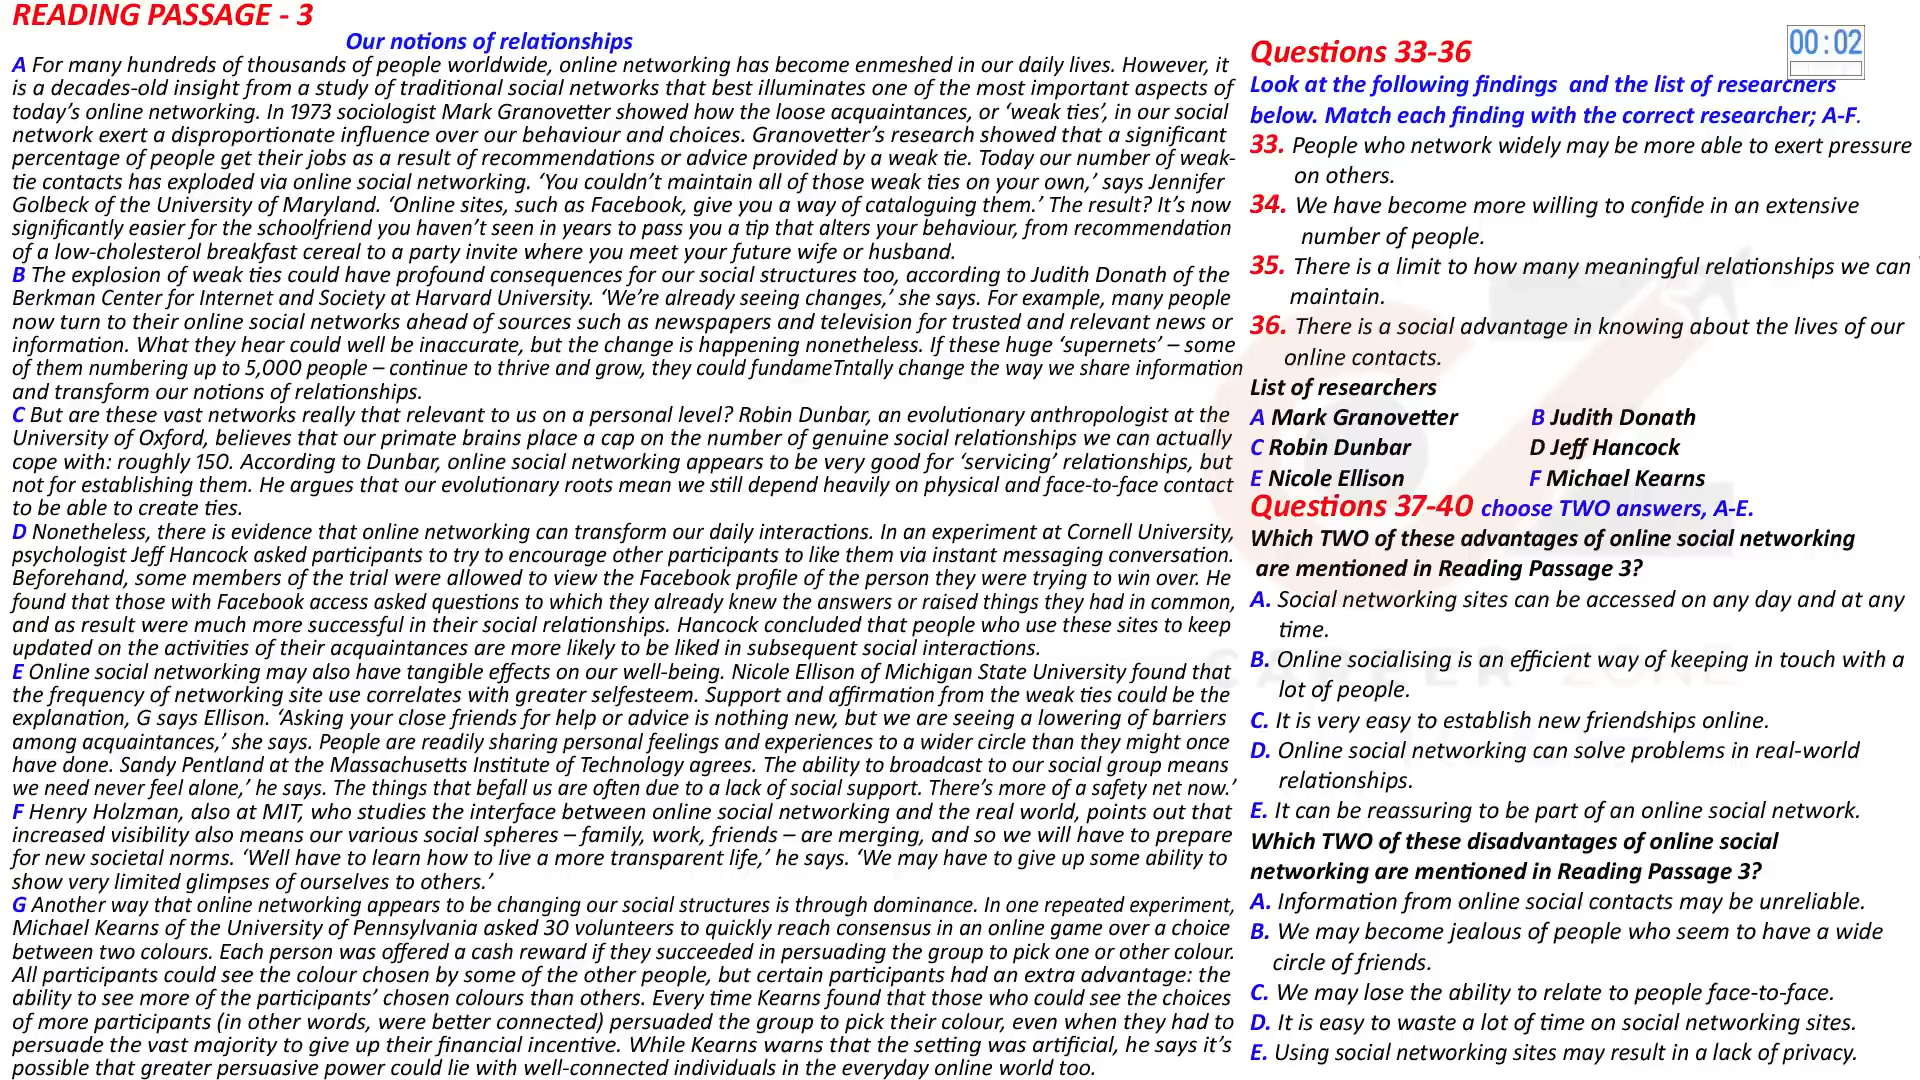 READING PASSAGE - 3
Our notions of relationships
A For many hundreds of thousands of people worldwide, online networking has become enmeshed in our daily lives. However, it
is a decades-old insight from a study of traditional social networks that best illuminates one of the most important aspects of
today's online networking. In 1973 sociologist Mark Granovetter showed how the loose acquaintances, or 'weak ties', in our social
network exert a disproportionate influence over our behaviour and choices. Granovetter's research showed that a significant
percentage of people get their jobs as a result of recommendations or advice provided by a weak tie. Today our number of weak-
tie contacts has exploded via online social networking. 'You couldn't maintain all of those weak ties on your own,' says Jennifer
Golbeck of the University of Maryland. 'Online sites, such as Facebook, give you a way of cataloguing them.' The result? It's now
significantly easier for the schoolfriend you haven't seen in years to pass you a tip that alters your behaviour, from recommendation
of a low-cholesterol breakfast cereal to a party invite where you meet your future wife or husband.
B The explosion of weak ties could have profound consequences for our social structures too, according to Judith Donath of the
Berkman Center for Internet and Society at Harvard University. 'We're already seeing changes,' she says. For example, many people
now turn to their online social networks ahead of sources such as newspapers and television for trusted and relevant news or
information. What they hear could well be inaccurate, but the change is happening nonetheless. If these huge 'supernets' – some
of them numbering up to 5,000 people – continue to thrive and grow, they could fundameTntally change the way we share information
and transform our notions of relationships.
C But are these vast networks really that relevant to us on a personal level? Robin Dunbar, an evolutionary anthropologist at the
University of Oxford, believes that our primate brains place a cap on the number of genuine social relationships we can actually
cope with: roughly 150. According to Dunbar, online social networking appears to be very good for 'servicing' relationships, but
not for establishing them. He argues that our evolutionary roots mean we still depend heavily on physical and face-to-face contact
to be able to create ties.
D Nonetheless, there is evidence that online networking can transform our daily interactions. In an experiment at Cornell University,
psychologist Jeff Hancock asked participants to try to encourage other participants to like them via instant messaging conversation.
Beforehand, some members of the trial were allowed to view the Facebook profile of the person they were trying to win over. He
found that those with Facebook access asked questions to which they already knew the answers or raised things they had in common,
and as result were much more successful in their social relationships. Hancock concluded that people who use these sites to keep
updated on the activities of their acquaintances are more likely to be liked in subsequent social interactions.
E Online social networking may also have tangible effects on our well-being. Nicole Ellison of Michigan State University found that
the frequency of networking site use correlates with greater selfesteem. Support and affirmation from the weak ties could be the
explanation, G says Ellison. 'Asking your close friends for help or advice is nothing new, but we are seeing a lowering of barriers
among acquaintances,' she says. People are readily sharing personal feelings and experiences to a wider circle than they might once
have done. Sandy Pentland at the Massachusetts Institute of Technology agrees. The ability to broadcast to our social group means
we need never feel alone,' he says. The things that befall us are often due to a lack of social support. There's more of a safety net now.'
F Henry Holzman, also at MIT, who studies the interface between online social networking and the real world, points out that
increased visibility also means our various social spheres – family, work, friends – are merging, and so we will have to prepare
for new societal norms. 'Well have to learn how to live a more transparent life,' he says. 'We may have to give up some ability to
show very limited glimpses of ourselves to others.'
G Another way that online networking appears to be changing our social structures is through dominance. In one repeated experiment,
Michael Kearns of the University of Pennsylvania asked 30 volunteers to quickly reach consensus in an online game over a choice
between two colours. Each person was offered a cash reward if they succeeded in persuading the group to pick one or other colour.
All participants could see the colour chosen by some of the other people, but certain participants had an extra advantage: the
ability to see more of the participants' chosen colours than others. Every time Kearns found that those who could see the choices
of more participants (in other words, were better connected) persuaded the group to pick their colour, even when they had to
persuade the vast majority to give up their financial incentive. While Kearns warns that the setting was artificial, he says it's
possible that greater persuasive power could lie with well-connected individuals in the everyday online world too.
00:02
Questions 33-36
Look at the following findings and the list of researchers
below. Match each finding with the correct researcher; A-F.
33. People who network widely may be more able to exert pressure
on others.
34. We have become more willing to confide in an extensive
number of people.
35. There is a limit to how many meaningful relationships we can
maintain.
36. There is a social advantage in knowing about the lives of our
online contacts.
List of researchers
A Mark Granovetter B Judith Donath
C Robin Dunbar D Jeff Hancock
E Nicole Ellison F Michael Kearns
Questions 37-40 choose TWO answers, A-E.
Which TWO of these advantages of online social networking
are mentioned in Reading Passage 3?
A. Social networking sites can be accessed on any day and at any
time.
B. Online socialising is an efficient way of keeping in touch with a
lot of people.
C. It is very easy to establish new friendships online.
D. Online social networking can solve problems in real-world
relationships.
E. It can be reassuring to be part of an online social network.
Which TWO of these disadvantages of online social
networking are mentioned in Reading Passage 3?
A. Information from online social contacts may be unreliable.
B. We may become jealous of people who seem to have a wide
circle of friends.
C. We may lose the ability to relate to people face-to-face.
D. It is easy to waste a lot of time on social networking sites.
E. Using social networking sites may result in a lack of privacy.
CAREER ZONE